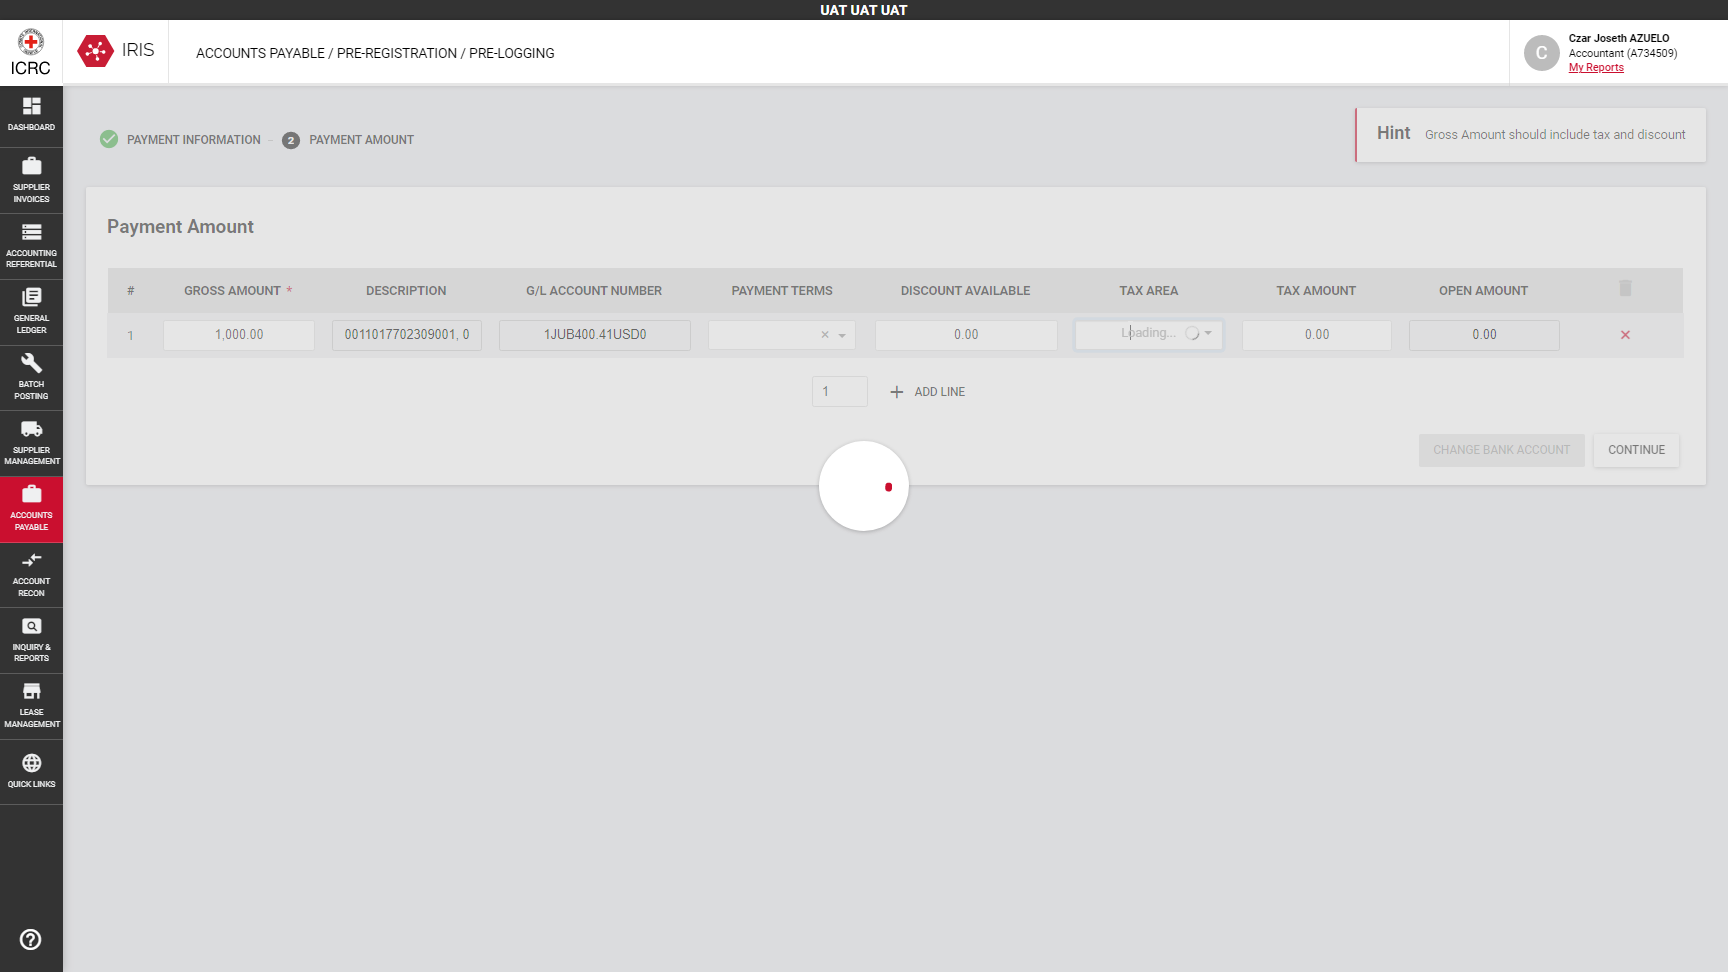 UAT UAT UAT
ICRC
IRIS
ACCOUNTS PAYABLE / PRE-REGISTRATION / PRE-LOGGING
C
Czar Joseth AZUELO
Accountant (A734509)
My Reports
DASHBOARD
SUPPLIER
INVOICES
ACCOUNTING
REFERENTIAL
GENERAL
LEDGER
BATCH
POSTING
SUPPLIER
MANAGEMENT
ACCOUNTS
PAYABLE
ACCOUNT
RECON
INQUIRY &
REPORTS
LEASE
MANAGEMENT
QUICK LINKS
PAYMENT INFORMATION
2 PAYMENT AMOUNT
Hint Gross Amount should include tax and discount
Payment Amount
# GROSS AMOUNT * DESCRIPTION G/L ACCOUNT NUMBER PAYMENT TERMS DISCOUNT AVAILABLE TAX AREA TAX AMOUNT OPEN AMOUNT
1 1,000.00 0011017702309001, 0 1JUB400.41USD0 × 0.00 Loading... 0.00 0.00 ×
1 + ADD LINE
CHANGE BANK ACCOUNT CONTINUE